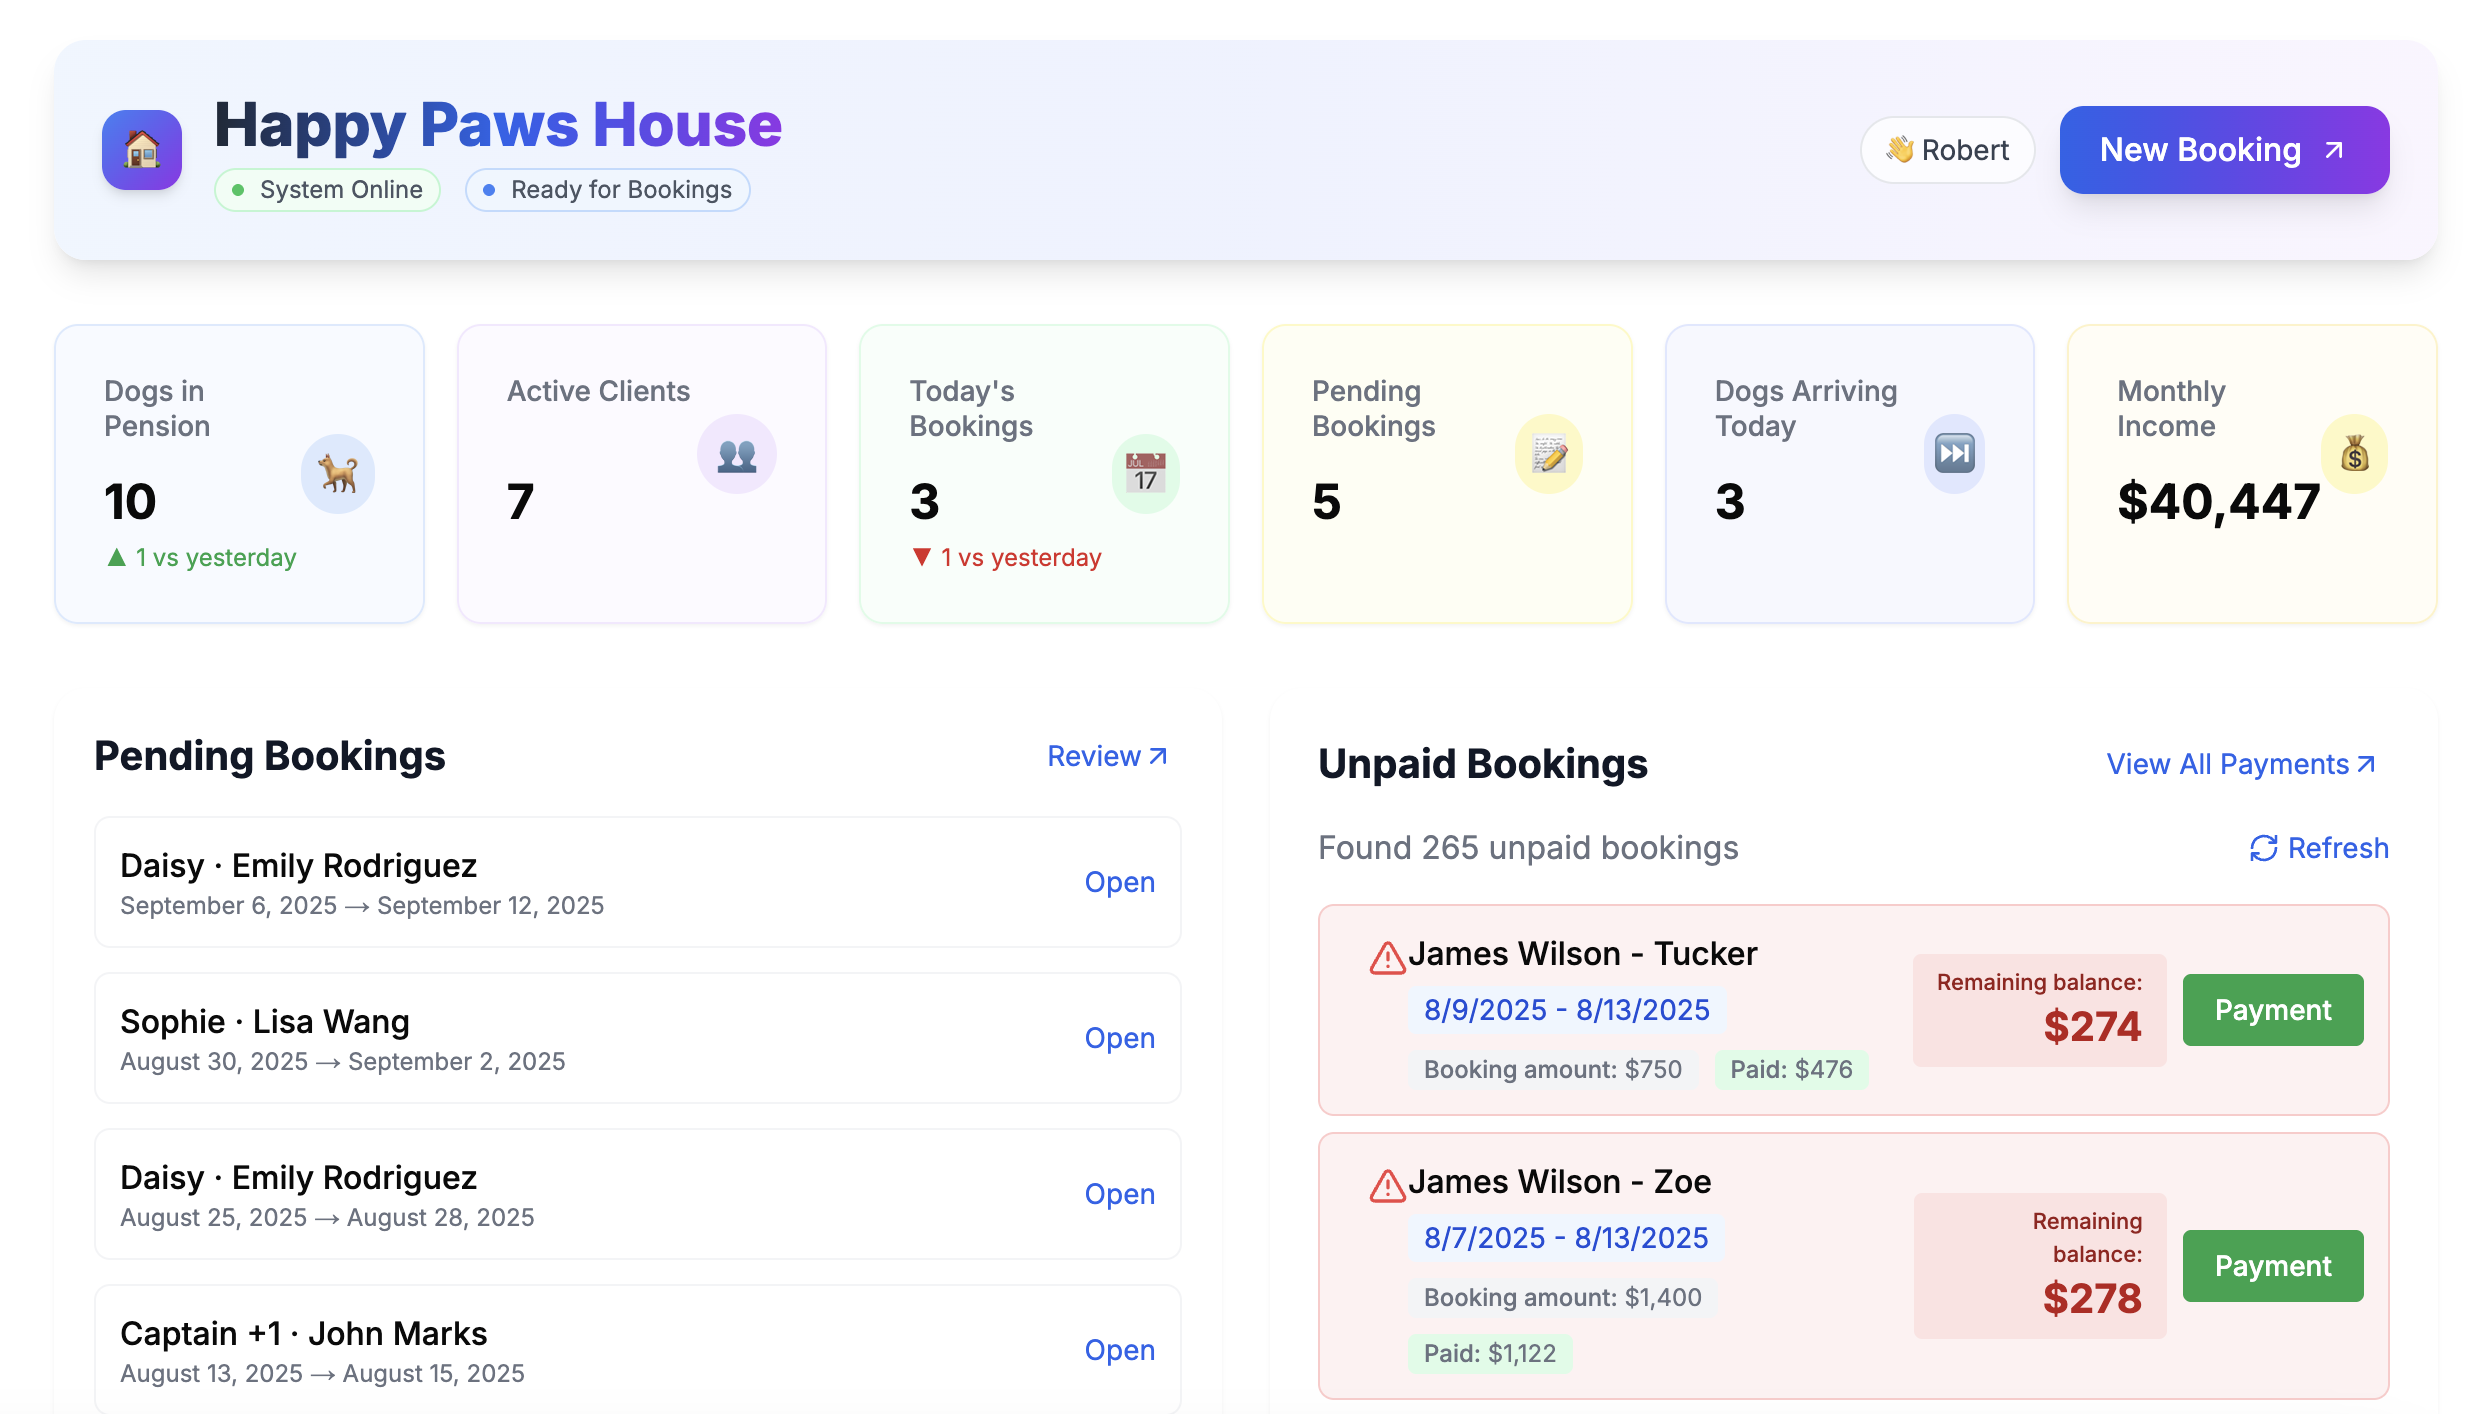 Happy Paws House
System Online
Ready for Bookings
👋 Robert
New Booking
Dogs in
Pension
10
▲ 1 vs yesterday
Active Clients
7
Today's
Bookings
3
▼ 1 vs yesterday
JUL
17
Pending
Bookings
5
Dogs Arriving
Today
3
Monthly
Income
$40,447
Pending Bookings
Review
Daisy · Emily Rodriguez
September 6, 2025 → September 12, 2025
Open
Sophie · Lisa Wang
August 30, 2025 → September 2, 2025
Open
Daisy · Emily Rodriguez
August 25, 2025 → August 28, 2025
Open
Captain +1 · John Marks
August 13, 2025 → August 15, 2025
Open
Unpaid Bookings
View All Payments
Found 265 unpaid bookings
Refresh
James Wilson - Tucker
8/9/2025 - 8/13/2025
Booking amount: $750
Paid: $476
Remaining balance:
$274
Payment
James Wilson - Zoe
8/7/2025 - 8/13/2025
Booking amount: $1,400
Paid: $1,122
Remaining
balance:
$278
Payment